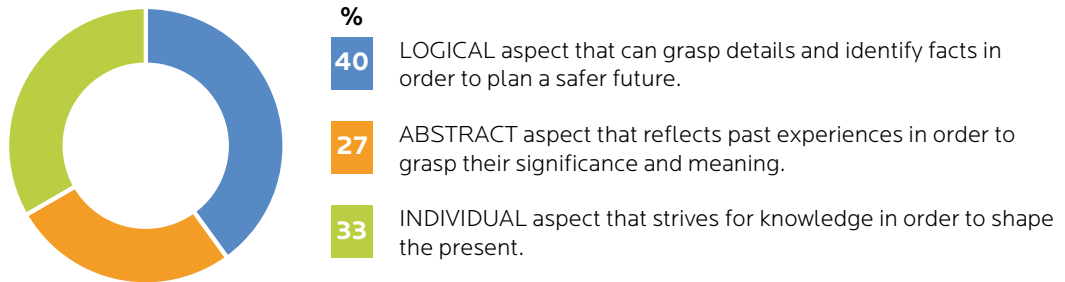 %
40
LOGICAL aspect that can grasp details and identify facts in
order to plan a safer future.
27
ABSTRACT aspect that reflects past experiences in order to
grasp their significance and meaning.
33
INDIVIDUAL aspect that strives for knowledge in order to shape
the present.